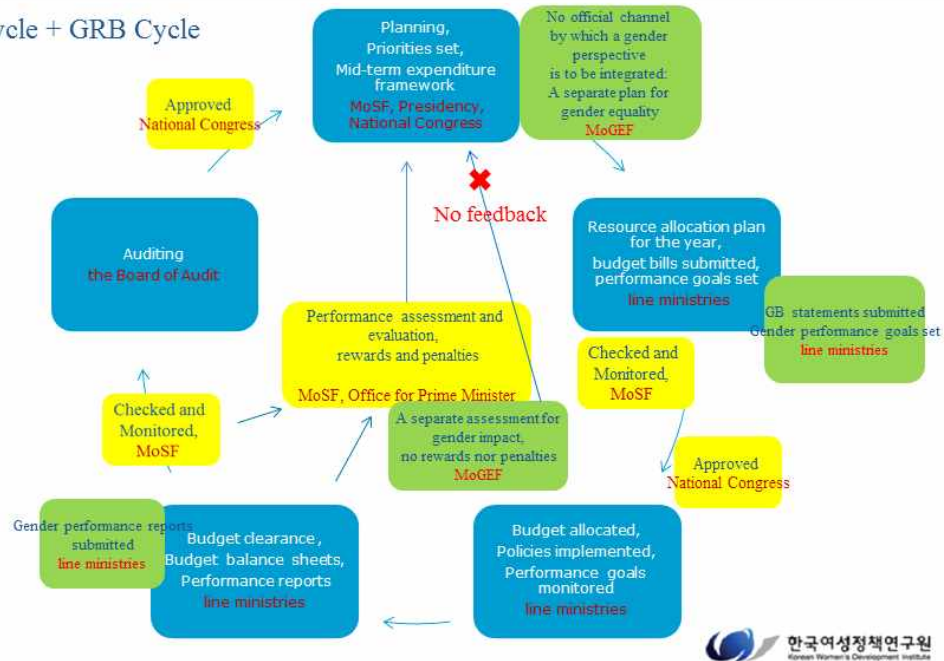 ycle + GRB Cycle
Planning,
Priorities set,
Mid-term expenditure
framework
MoSF, Presidency,
National Congress
No official channel
by which a gender
perspective
is to be integrated:
A separate plan for
gender equality
MoGEF
Approved
National Congress
No feedback
Auditing
the Board of Audit
Resource allocation plan
for the year,
budget bills submitted,
performance goals set
line ministries
GB statements submitted
Gender performance goals set
line ministries
Performance assessment and
evaluation,
rewards and penalties
MoSF, Office for Prime Minister
Checked and
Monitored,
MoSF
Checked and
Monitored,
MoSF
A separate assessment for
gender impact,
no rewards nor penalties
MoGEF
Approved
National Congress
Gender performance reports
submitted
line ministries
Budget clearance,
Budget balance sheets,
Performance reports
line ministries
Budget allocated,
Policies implemented,
Performance goals
monitored
line ministries
한국여성정책연구원
Korean Women's Development Institute